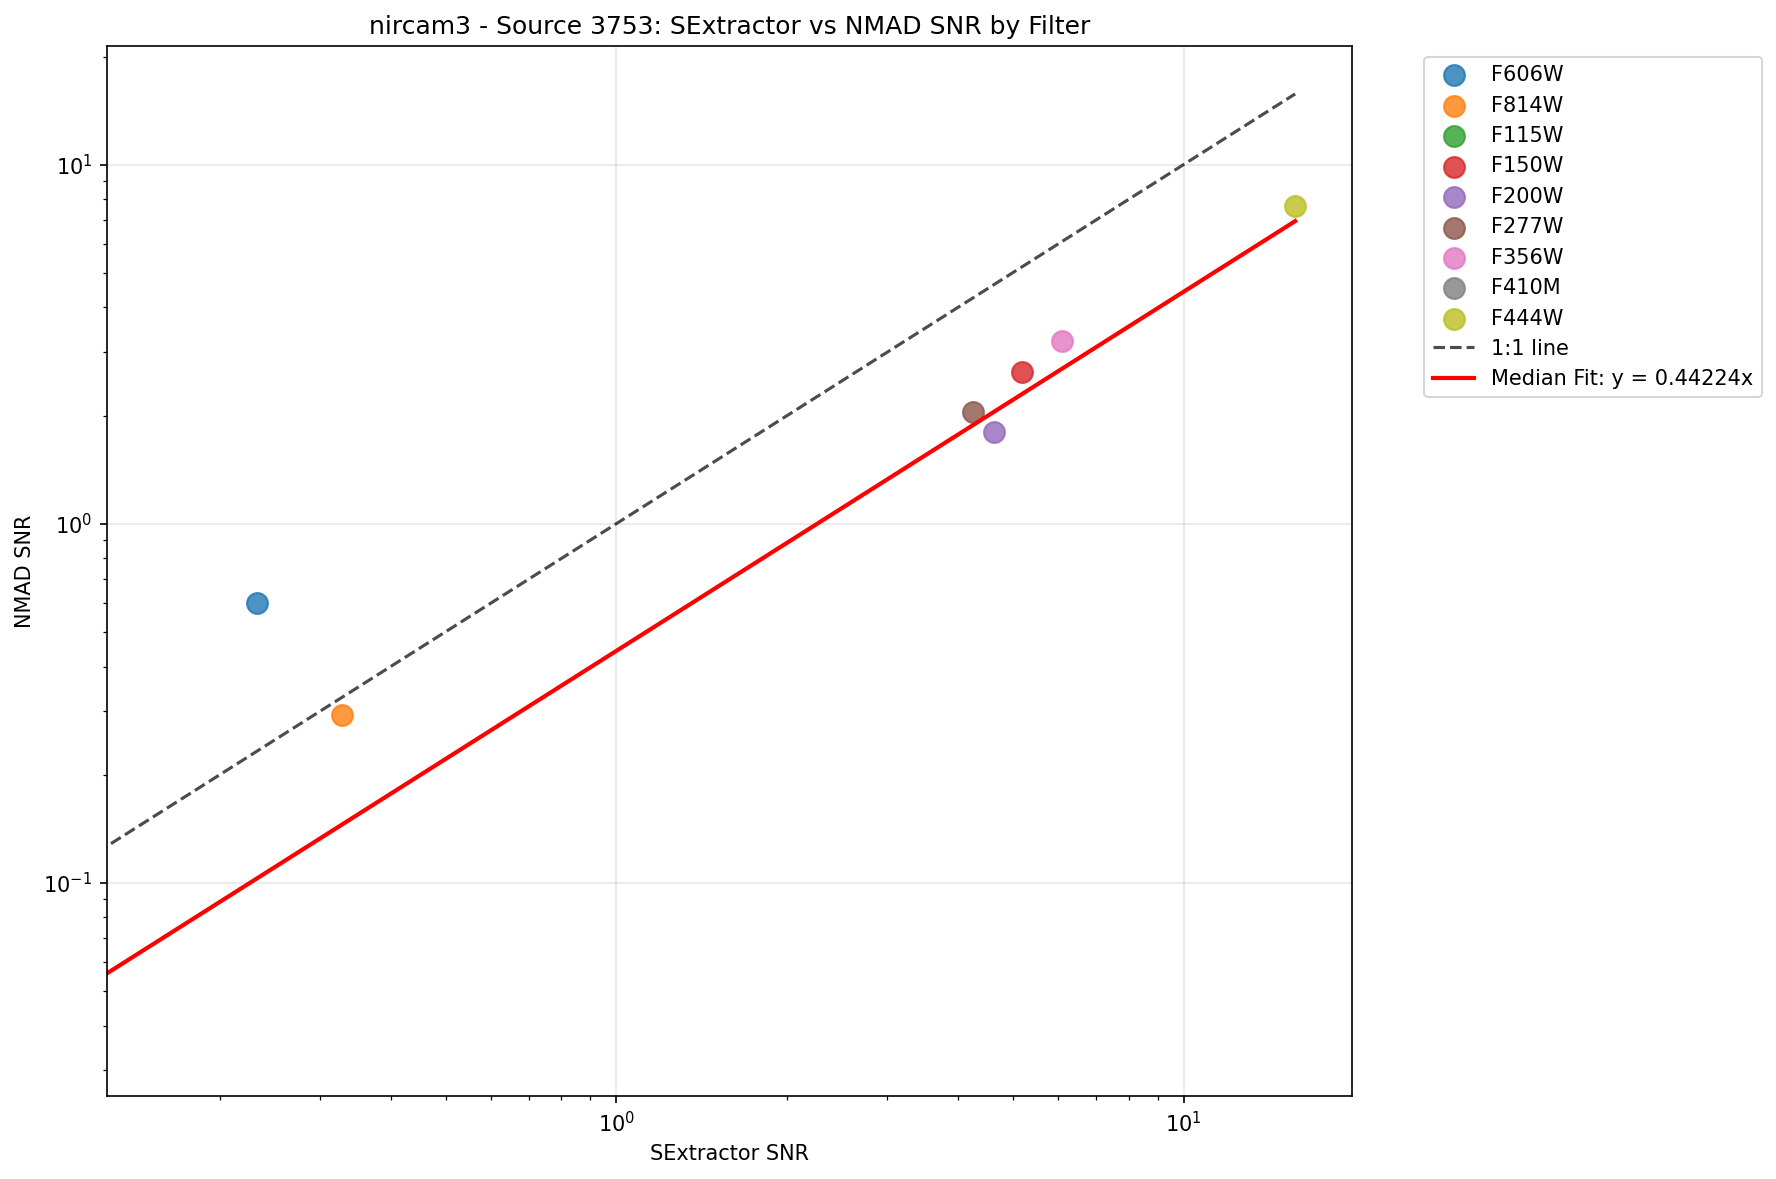 nircam3 - Source 3753: SExtractor vs NMAD SNR by Filter
F606W
F814W
F115W
F150W
F200W
F277W
F356W
F410M
F444W
1:1 line
Median Fit: y = 0.44224x
NMAD SNR
10¹
10⁰
10⁻¹
10⁰
10¹
SExtractor SNR